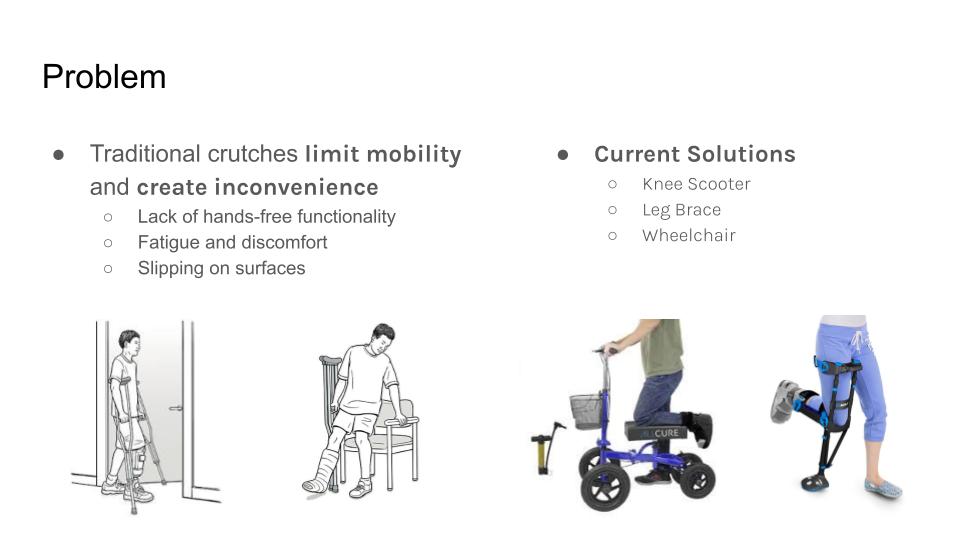 Problem
● Traditional crutches limit mobility
and create inconvenience
○ Lack of hands-free functionality
○ Fatigue and discomfort
○ Slipping on surfaces
● Current Solutions
○ Knee Scooter
○ Leg Brace
○ Wheelchair
CURE